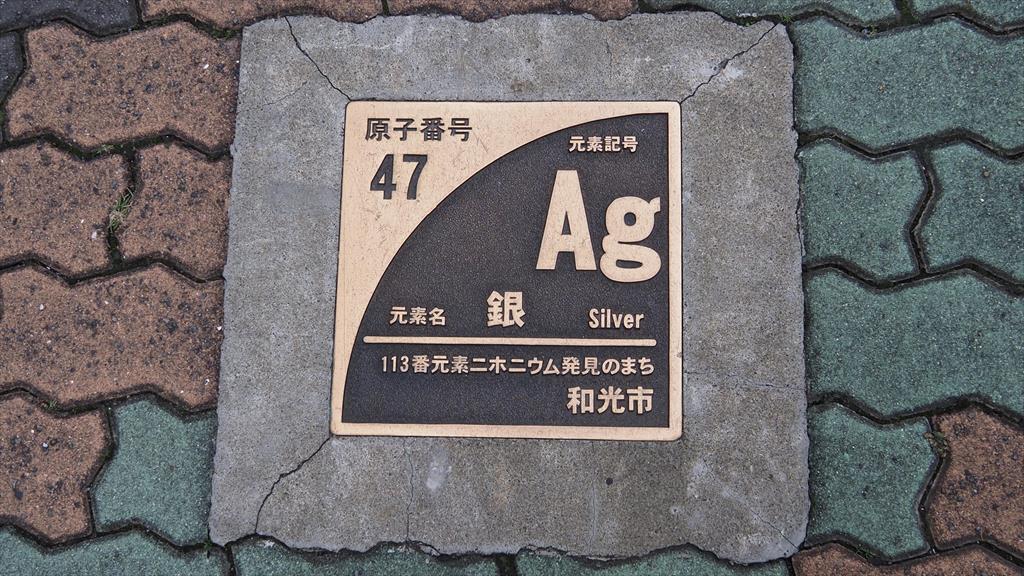 原子番号
47
元素記号
Ag
元素名 銀 Silver
113番元素ニホニウム発見のまち
和光市